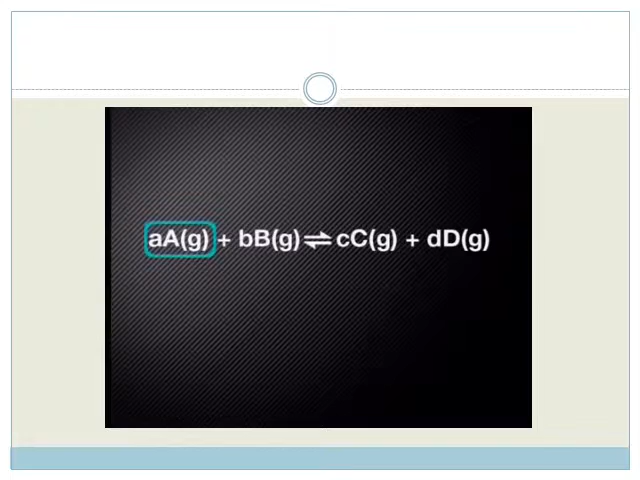 aA(g) + bB(g) ⇌ cC(g) + dD(g)